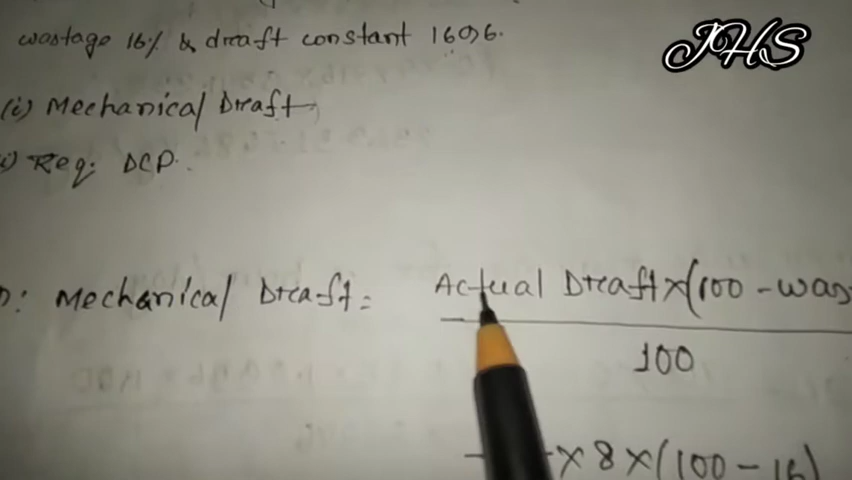 wastage 16% & draft constant 1696.
JHS
(i) Mechanical Draft
i) Req. DCP.
Mechanical Draft =
Actual Draft × (100 - was
100
× 8 × (100 - 16)